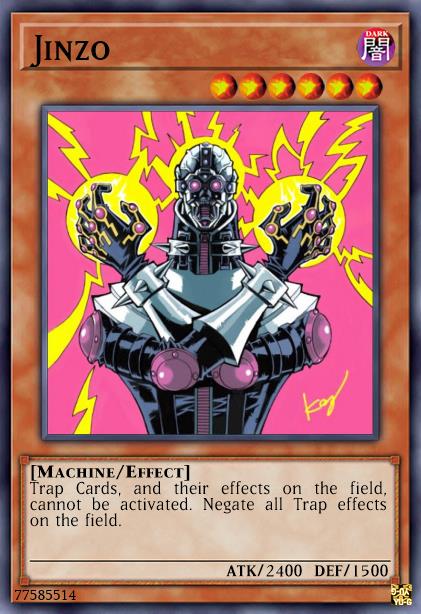 JINZO
DARK
闇
[MACHINE/EFFECT]
Trap Cards, and their effects on the field,
cannot be activated. Negate all Trap effects
on the field.
ATK/2400 DEF/1500
77585514